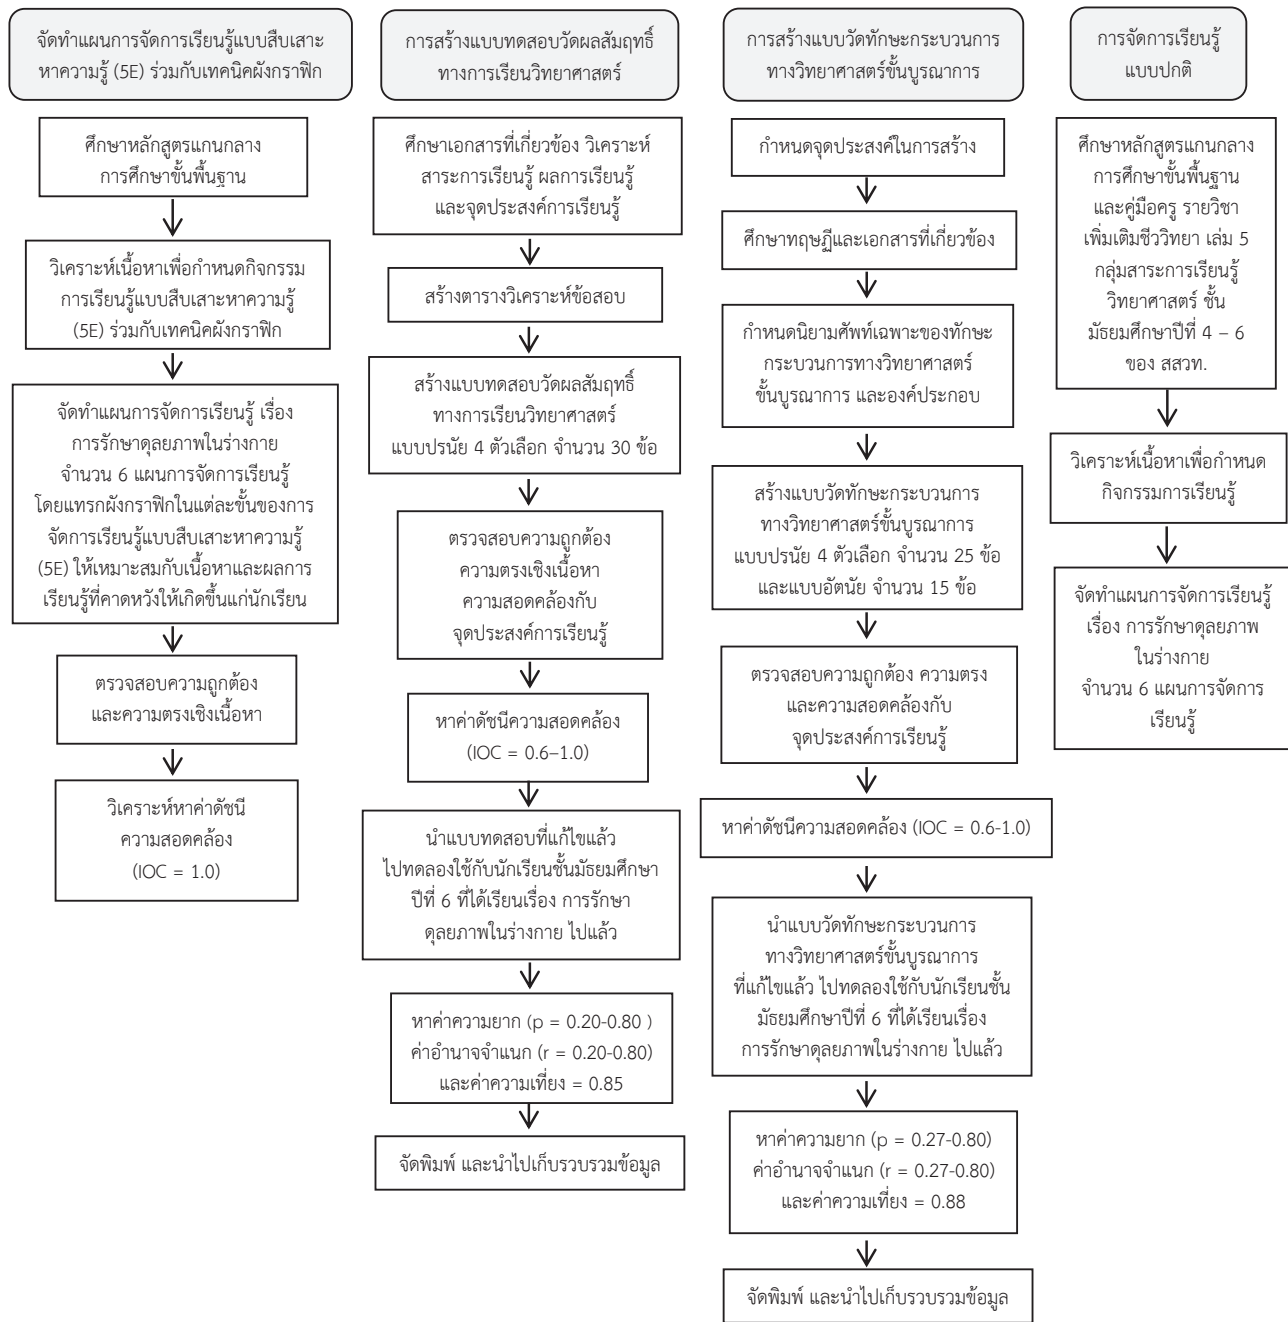 จัดทำแผนการจัดการเรียนรู้แบบสืบเสาะ
หาความรู้ (5E) ร่วมกับเทคนิคผังกราฟิก
ศึกษาหลักสูตรแกนกลาง
การศึกษาขั้นพื้นฐาน
วิเคราะห์เนื้อหาเพื่อกำหนดกิจกรรม
การเรียนรู้แบบสืบเสาะหาความรู้
(5E) ร่วมกับเทคนิคผังกราฟิก
จัดทำแผนการจัดการเรียนรู้ เรื่อง
การรักษาดุลยภาพในร่างกาย
จำนวน 6 แผนการจัดการเรียนรู้
โดยแทรกผังกราฟิกในแต่ละขั้นของการ
จัดการเรียนรู้แบบสืบเสาะหาความรู้
(5E) ให้เหมาะสมกับเนื้อหาและผลการ
เรียนรู้ที่คาดหวังให้เกิดขึ้นแก่นักเรียน
ตรวจสอบความถูกต้อง
และความตรงเชิงเนื้อหา
วิเคราะห์หาค่าดัชนี
ความสอดคล้อง
(IOC = 1.0)
การสร้างแบบทดสอบวัดผลสัมฤทธิ์
ทางการเรียนวิทยาศาสตร์
ศึกษาเอกสารที่เกี่ยวข้อง วิเคราะห์
สาระการเรียนรู้ ผลการเรียนรู้
และจุดประสงค์การเรียนรู้
สร้างตารางวิเคราะห์ข้อสอบ
สร้างแบบทดสอบวัดผลสัมฤทธิ์
ทางการเรียนวิทยาศาสตร์
แบบปรนัย 4 ตัวเลือก จำนวน 30 ข้อ
ตรวจสอบความถูกต้อง
ความตรงเชิงเนื้อหา
ความสอดคล้องกับ
จุดประสงค์การเรียนรู้
หาค่าดัชนีความสอดคล้อง
(IOC = 0.6–1.0)
นำแบบทดสอบที่แก้ไขแล้ว
ไปทดลองใช้กับนักเรียนชั้นมัธยมศึกษา
ปีที่ 6 ที่ได้เรียนเรื่อง การรักษา
ดุลยภาพในร่างกาย ไปแล้ว
หาค่าความยาก (p = 0.20-0.80 )
ค่าอำนาจจำแนก (r = 0.20-0.80)
และค่าความเที่ยง = 0.85
จัดพิมพ์ และนำไปเก็บรวบรวมข้อมูล
การสร้างแบบวัดทักษะกระบวนการ
ทางวิทยาศาสตร์ขั้นบูรณาการ
กำหนดจุดประสงค์ในการสร้าง
ศึกษาทฤษฎีและเอกสารที่เกี่ยวข้อง
กำหนดนิยามศัพท์เฉพาะของทักษะ
กระบวนการทางวิทยาศาสตร์
ขั้นบูรณาการ และองค์ประกอบ
สร้างแบบวัดทักษะกระบวนการ
ทางวิทยาศาสตร์ขั้นบูรณาการ
แบบปรนัย 4 ตัวเลือก จำนวน 25 ข้อ
และแบบอัตนัย จำนวน 15 ข้อ
ตรวจสอบความถูกต้อง ความตรง
และความสอดคล้องกับ
จุดประสงค์การเรียนรู้
หาค่าดัชนีความสอดคล้อง (IOC = 0.6-1.0)
นำแบบวัดทักษะกระบวนการ
ทางวิทยาศาสตร์ขั้นบูรณาการ
ที่แก้ไขแล้ว ไปทดลองใช้กับนักเรียนชั้น
มัธยมศึกษาปีที่ 6 ที่ได้เรียนเรื่อง
การรักษาดุลยภาพในร่างกาย ไปแล้ว
หาค่าความยาก (p = 0.27-0.80)
ค่าอำนาจจำแนก (r = 0.27-0.80)
และค่าความเที่ยง = 0.88
จัดพิมพ์ และนำไปเก็บรวบรวมข้อมูล
การจัดการเรียนรู้
แบบปกติ
ศึกษาหลักสูตรแกนกลาง
การศึกษาขั้นพื้นฐาน
และคู่มือครู รายวิชา
เพิ่มเติมชีววิทยา เล่ม 5
กลุ่มสาระการเรียนรู้
วิทยาศาสตร์ ชั้น
มัธยมศึกษาปีที่ 4 – 6
ของ สสวท.
วิเคราะห์เนื้อหาเพื่อกำหนด
กิจกรรมการเรียนรู้
จัดทำแผนการจัดการเรียนรู้
เรื่อง การรักษาดุลยภาพ
ในร่างกาย
จำนวน 6 แผนการจัดการ
เรียนรู้